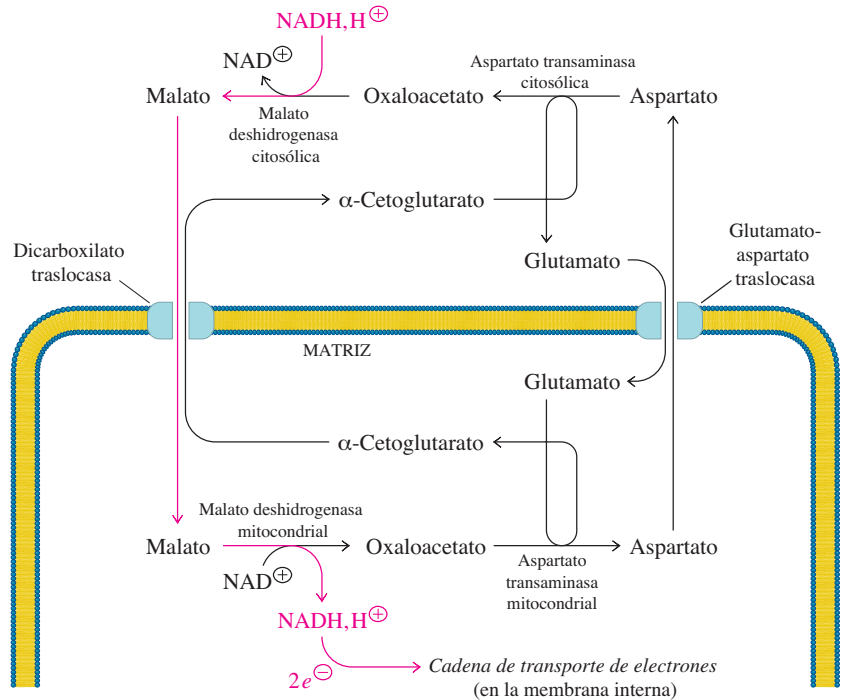 NADH,H⊕
NAD⊕
Aspartato transaminasa
citosólica
Malato
Oxaloacetato
Aspartato
Malato
deshidrogenasa
citosólica
α-Cetoglutarato
Dicarboxilato
traslocasa
Glutamato
Glutamato-
aspartato
traslocasa
MATRIZ
Glutamato
α-Cetoglutarato
Malato deshidrogenasa
mitocondrial
Malato
Oxaloacetato
Aspartato
NAD⊕
Aspartato
transaminasa
mitocondrial
NADH,H⊕
2e⊖
Cadena de transporte de electrones
(en la membrana interna)